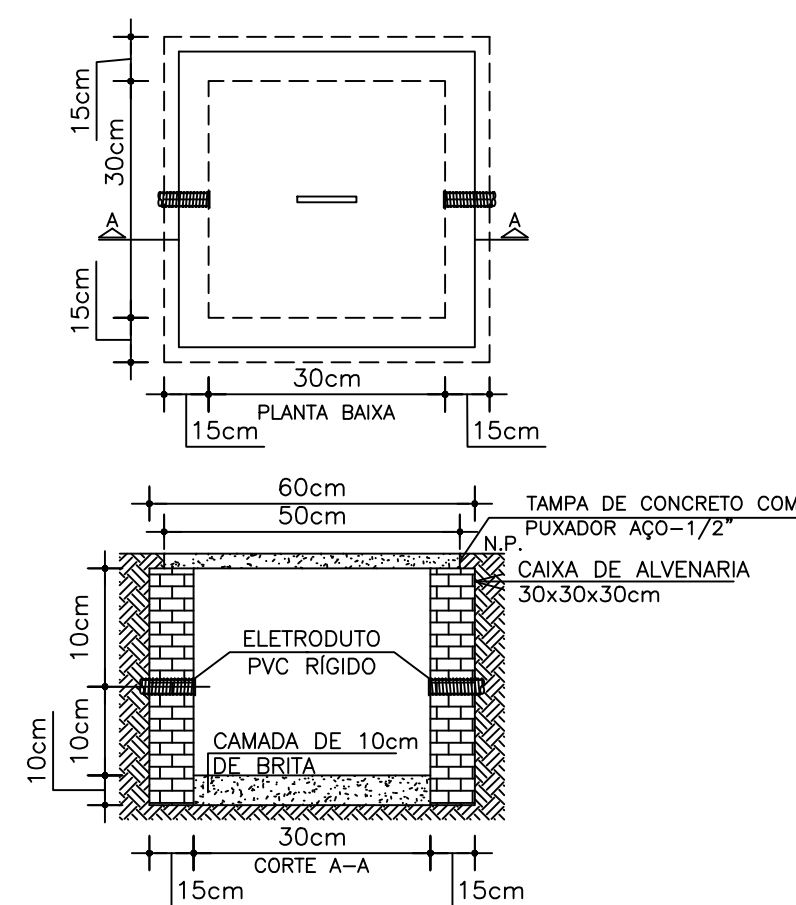 15cm
30cm
15cm
A
A
30cm
PLANTA BAIXA
15cm
15cm
60cm
50cm
TAMPA DE CONCRETO COM
PUXADOR AÇO-1/2"
N.P.
CAIXA DE ALVENARIA
30x30x30cm
10cm
ELETRODUTO
PVC RÍGIDO
10cm
10cm
CAMADA DE 10cm
DE BRITA
30cm
CORTE A-A
15cm
15cm